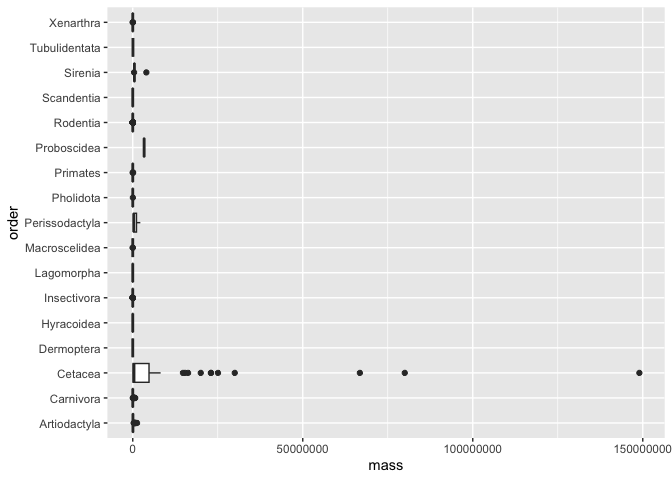 Xenarthra
Tubulidentata
Sirenia
Scandentia
Rodentia
Proboscidea
Primates
Pholidota
Perissodactyla
Macroscelidea
Lagomorpha
Insectivora
Hyracoidea
Dermoptera
Cetacea
Carnivora
Artiodactyla
order
0 50000000 100000000 150000000
mass